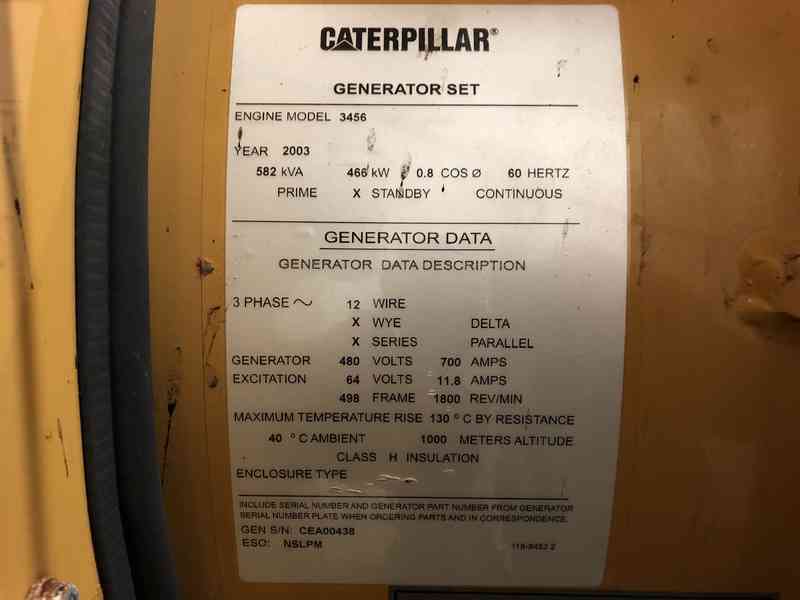 CATERPILLAR®
GENERATOR SET
ENGINE MODEL 3456
YEAR 2003
582 kVA 466 kW 0.8 COS Ø 60 HERTZ
PRIME X STANDBY CONTINUOUS
GENERATOR DATA
GENERATOR DATA DESCRIPTION
3 PHASE ～ 12 WIRE
X WYE DELTA
X SERIES PARALLEL
GENERATOR 480 VOLTS 700 AMPS
EXCITATION 64 VOLTS 11.8 AMPS
498 FRAME 1800 REV/MIN
MAXIMUM TEMPERATURE RISE 130 °C BY RESISTANCE
40 °C AMBIENT 1000 METERS ALTITUDE
CLASS H INSULATION
ENCLOSURE TYPE
INCLUDE SERIAL NUMBER AND GENERATOR PART NUMBER FROM GENERATOR
SERIAL NUMBER PLATE WHEN ORDERING PARTS AND IN CORRESPONDENCE.
GEN S/N: CEA00438
ESO: NSLPM